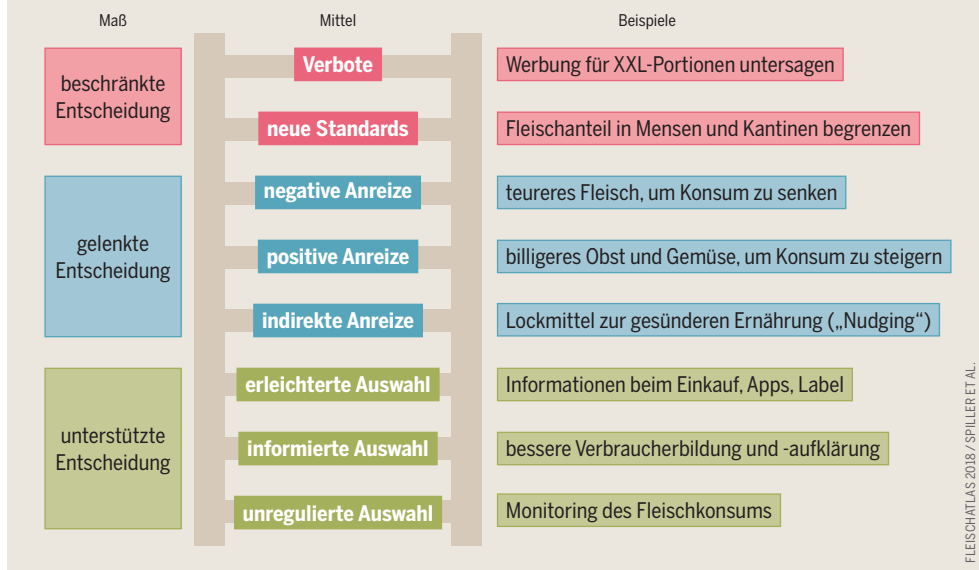 Maß Mittel Beispiele
beschränkte
Entscheidung
Verbote
Werbung für XXL-Portionen untersagen
neue Standards
Fleischanteil in Mensen und Kantinen begrenzen
gelenkte
Entscheidung
negative Anreize
teureres Fleisch, um Konsum zu senken
positive Anreize
billigeres Obst und Gemüse, um Konsum zu steigern
indirekte Anreize
Lockmittel zur gesünderen Ernährung („Nudging“)
unterstützte
Entscheidung
erleichterte Auswahl
Informationen beim Einkauf, Apps, Label
informierte Auswahl
bessere Verbraucherbildung und -aufklärung
unregulierte Auswahl
Monitoring des Fleischkonsums
FLEISCHATLAS 2018 / SPILLER ET AL.